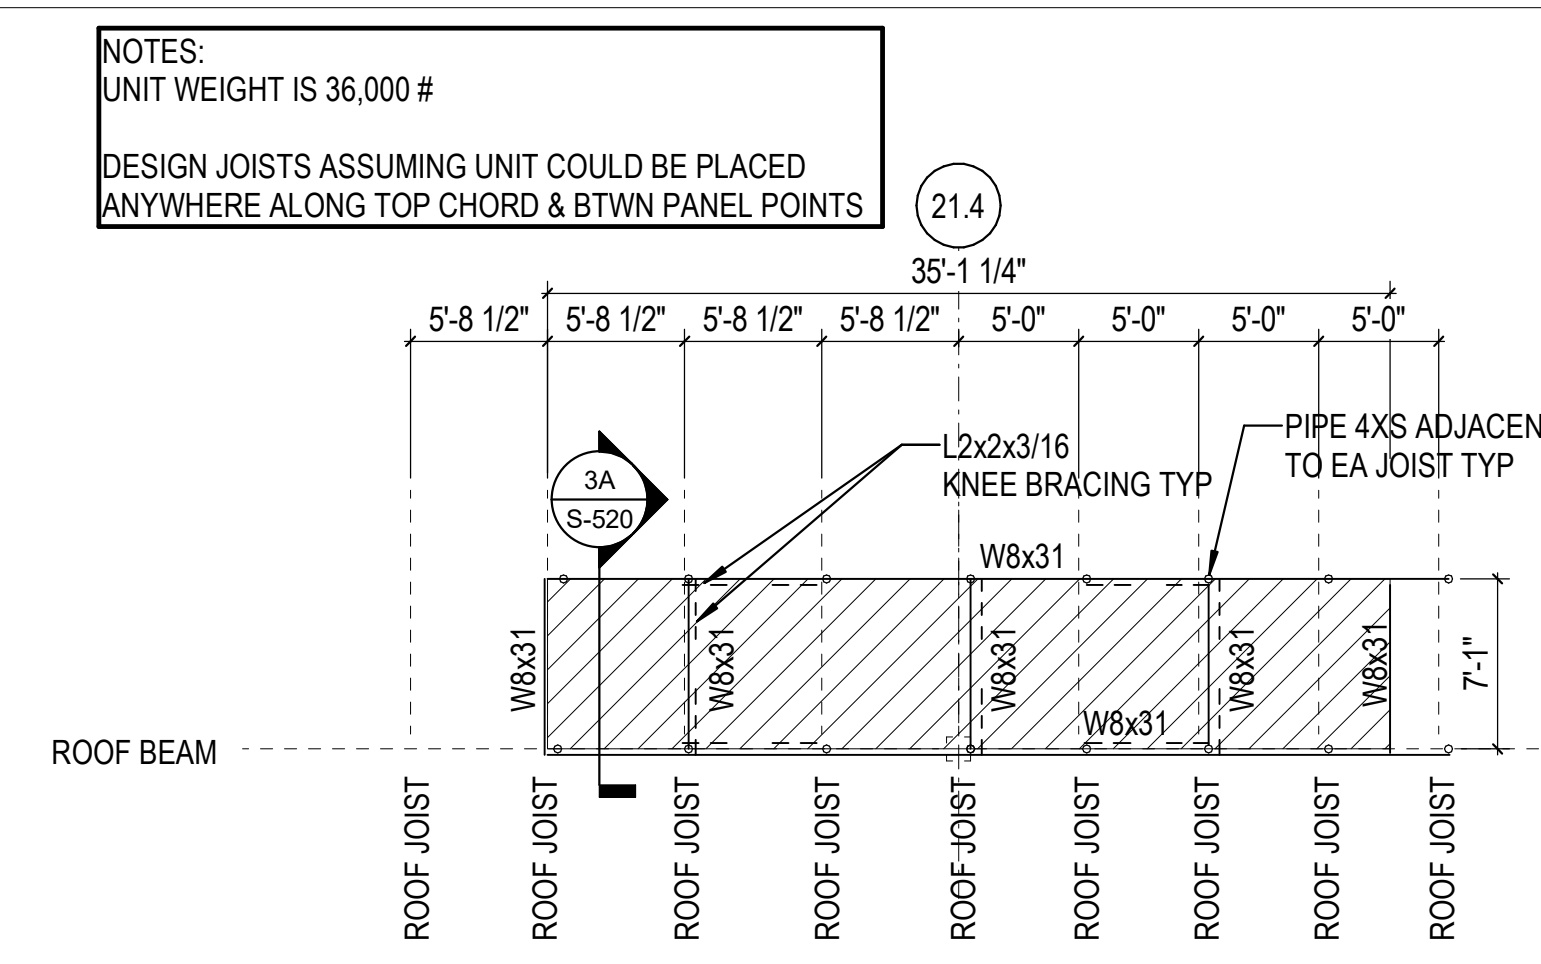 NOTES:
UNIT WEIGHT IS 36,000 #
DESIGN JOISTS ASSUMING UNIT COULD BE PLACED
ANYWHERE ALONG TOP CHORD & BTWN PANEL POINTS
21.4
35'-1 1/4"
5'-8 1/2"
5'-8 1/2"
5'-8 1/2"
5'-8 1/2"
5'-0"
5'-0"
5'-0"
5'-0"
L2x2x3/16
KNEE BRACING TYP
PIPE 4XS ADJACEN
TO EA JOIST TYP
3A
S-520
W8x31
W8x31
W8x31
W8x31
W8x31
W8x31
W8x31
7'-1"
ROOF BEAM
ROOF JOIST
ROOF JOIST
ROOF JOIST
ROOF JOIST
ROOF JOIST
ROOF JOIST
ROOF JOIST
ROOF JOIST
ROOF JOIST